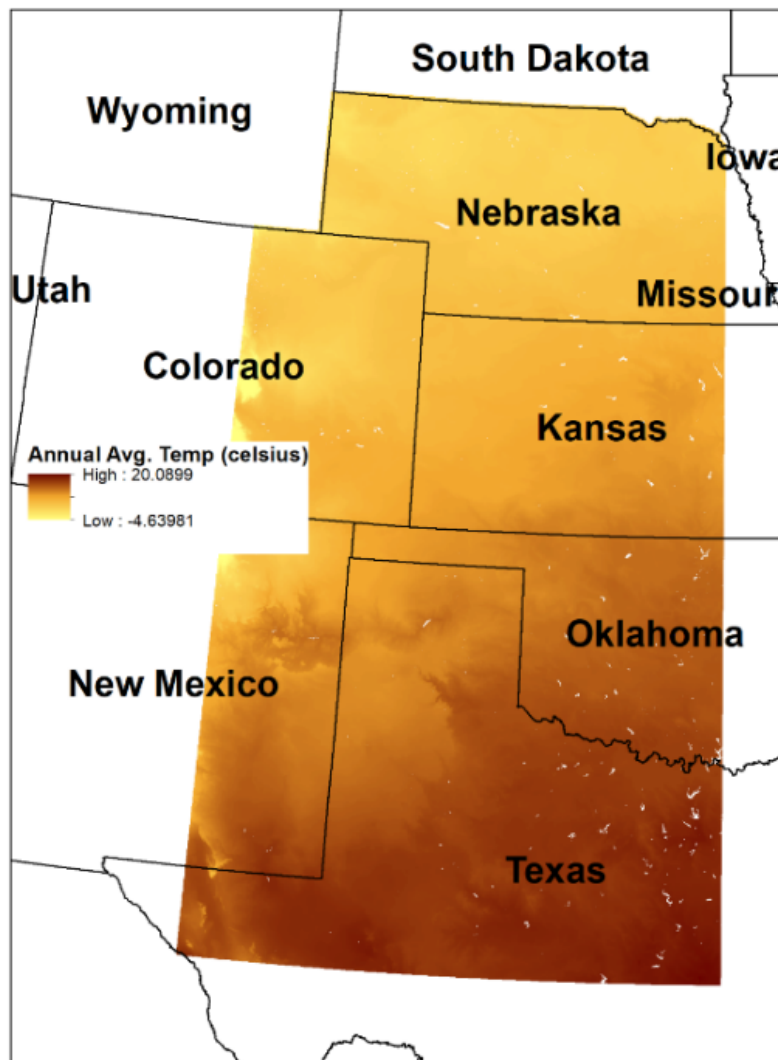 South Dakota
Wyoming
Iowa
Nebraska
Utah
Missour
Colorado
Kansas
Annual Avg. Temp (celsius)
High : 20.0899
Low : -4.63981
Oklahoma
New Mexico
Texas